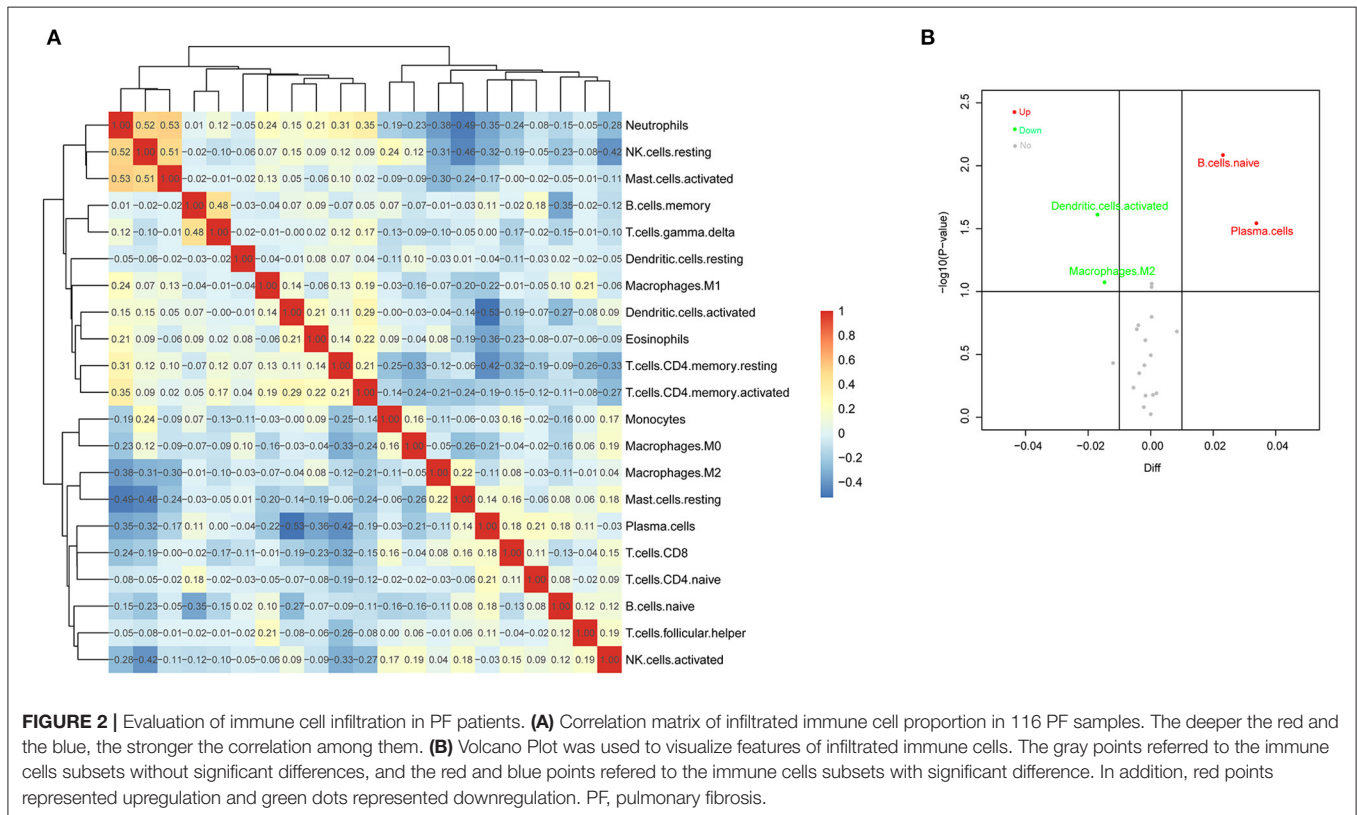 A
B
1.00 0.52 0.53 0.01 0.12 −0.05 0.24 0.15 0.21 0.31 0.35 −0.19 −0.23 −0.38 −0.49 −0.35 −0.24 −0.08 −0.15 −0.05 −0.28 Neutrophils
0.52 1.00 0.51 −0.02 −0.10 −0.06 0.07 0.15 0.09 0.12 0.09 0.24 0.12 −0.31 −0.46 −0.32 −0.19 −0.05 −0.23 −0.08 −0.42 NK.cells.resting
0.53 0.51 1.00 −0.02 −0.01 −0.02 0.13 0.05 −0.06 0.10 0.02 −0.09 −0.09 −0.30 −0.24 −0.17 −0.00 −0.02 −0.05 −0.01 −0.11 Mast.cells.activated
0.01 −0.02 −0.02 1.00 0.48 −0.03 −0.04 0.07 0.09 −0.07 0.05 0.07 −0.07 −0.01 −0.03 0.11 −0.02 0.18 −0.35 −0.02 −0.12 B.cells.memory
0.12 −0.10 −0.01 0.48 1.00 −0.02 −0.01 −0.00 0.02 0.12 0.17 −0.13 −0.09 −0.10 −0.05 0.00 −0.17 −0.02 −0.15 −0.01 −0.10 T.cells.gamma.delta
−0.05 −0.06 −0.02 −0.03 −0.02 1.00 −0.04 −0.01 0.08 0.07 0.04 −0.11 0.10 −0.03 0.01 −0.04 −0.11 −0.03 0.02 −0.02 −0.05 Dendritic.cells.resting
0.24 0.07 0.13 −0.04 −0.01 −0.04 1.00 0.14 −0.06 0.13 0.19 −0.03 −0.16 −0.07 −0.20 −0.22 −0.01 −0.05 0.10 0.21 −0.06 Macrophages.M1
0.15 0.15 0.05 0.07 −0.00 −0.01 0.14 1.00 0.21 0.11 0.29 −0.00 −0.03 −0.04 −0.14 −0.53 −0.19 −0.07 −0.27 −0.08 0.09 Dendritic.cells.activated
0.21 0.09 −0.06 0.09 0.02 0.08 −0.06 0.21 1.00 0.14 0.22 0.09 −0.04 0.08 −0.19 −0.36 −0.23 −0.08 −0.07 −0.06 −0.09 Eosinophils
0.31 0.12 0.10 −0.07 0.12 0.07 0.13 0.11 0.14 1.00 0.21 −0.25 −0.33 −0.12 −0.06 −0.42 −0.32 −0.19 −0.09 −0.26 −0.33 T.cells.CD4.memory.resting
0.35 0.09 0.02 0.05 0.17 0.04 0.19 0.29 0.22 0.21 1.00 −0.14 −0.24 −0.21 −0.24 −0.19 −0.15 −0.12 −0.11 −0.08 −0.27 T.cells.CD4.memory.activated
−0.19 0.24 −0.09 0.07 −0.13 −0.11 −0.03 −0.00 0.09 −0.25 −0.14 1.00 0.16 −0.11 −0.06 −0.03 0.16 −0.02 −0.16 0.00 0.17 Monocytes
−0.23 0.12 −0.09 −0.07 −0.09 0.10 −0.16 −0.03 −0.04 −0.33 −0.24 0.16 1.00 −0.05 −0.26 −0.21 −0.04 −0.02 −0.16 0.06 0.19 Macrophages.M0
−0.38 −0.31 −0.30 −0.01 −0.10 −0.03 −0.07 −0.04 0.08 −0.12 −0.21 −0.11 −0.05 1.00 0.22 −0.11 0.08 −0.03 −0.11 −0.01 0.04 Macrophages.M2
−0.49 −0.46 −0.24 −0.03 −0.05 0.01 −0.20 −0.14 −0.19 −0.06 −0.24 −0.06 −0.26 0.22 1.00 0.14 0.16 −0.06 0.08 0.06 0.18 Mast.cells.resting
−0.35 −0.32 −0.17 0.11 0.00 −0.04 −0.22 −0.53 −0.36 −0.42 −0.19 −0.03 −0.21 −0.11 0.14 1.00 0.18 0.21 0.18 0.11 −0.03 Plasma.cells
−0.24 −0.19 −0.00 −0.02 −0.17 −0.11 −0.01 −0.19 −0.23 −0.32 −0.15 0.16 −0.04 0.08 0.16 0.18 1.00 0.11 −0.13 −0.04 0.15 T.cells.CD8
−0.08 −0.05 −0.02 0.18 −0.02 −0.03 −0.05 −0.07 −0.08 −0.19 −0.12 −0.02 −0.02 −0.03 −0.06 0.21 0.11 1.00 0.08 −0.02 0.09 T.cells.CD4.naive
−0.15 −0.23 −0.05 −0.35 −0.15 0.02 0.10 −0.27 −0.07 −0.09 −0.11 −0.16 −0.16 −0.11 0.08 0.18 −0.13 0.08 1.00 0.12 0.12 B.cells.naive
−0.05 −0.08 −0.01 −0.02 −0.01 −0.02 0.21 −0.08 −0.06 −0.26 −0.08 0.00 0.06 −0.01 0.06 0.11 −0.04 −0.02 0.12 1.00 0.19 T.cells.follicular.helper
−0.28 −0.42 −0.11 −0.12 −0.10 −0.05 −0.06 0.09 −0.09 −0.33 −0.27 0.17 0.19 0.04 0.18 −0.03 0.15 0.09 0.12 0.19 1.00 NK.cells.activated
1
0.8
0.6
0.4
0.2
0
−0.2
−0.4
−log10(P−value)
2.5
2.0
1.5
1.0
0.5
0.0
Up
Down
No
B.cells.naive
Dendritic.cells.activated
Plasma.cells
Macrophages.M2
−0.04 −0.02 0.00 0.02 0.04
Diff
FIGURE 2 | Evaluation of immune cell infiltration in PF patients. (A) Correlation matrix of infiltrated immune cell proportion in 116 PF samples. The deeper the red and
the blue, the stronger the correlation among them. (B) Volcano Plot was used to visualize features of infiltrated immune cells. The gray points referred to the immune
cells subsets without significant differences, and the red and blue points refered to the immune cells subsets with significant difference. In addition, red points
represented upregulation and green dots represented downregulation. PF, pulmonary fibrosis.